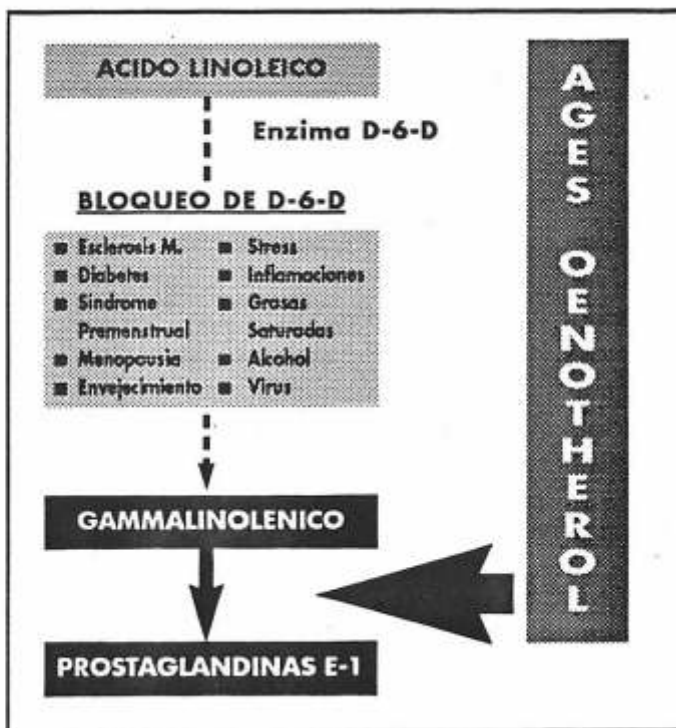 ACIDO LINOLEICO
Enzima D-6-D
BLOQUEO DE D-6-D
■ Esclerosis M.
■ Diabetes
■ Sindrome
Premenstrual
■ Menopausia
■ Envejecimiento
■ Stress
■ Inflamaciones
■ Grasas
Saturadas
■ Alcohol
■ Virus
GAMMALINOLENICO
PROSTAGLANDINAS E-1
AGES OENOTHEROL